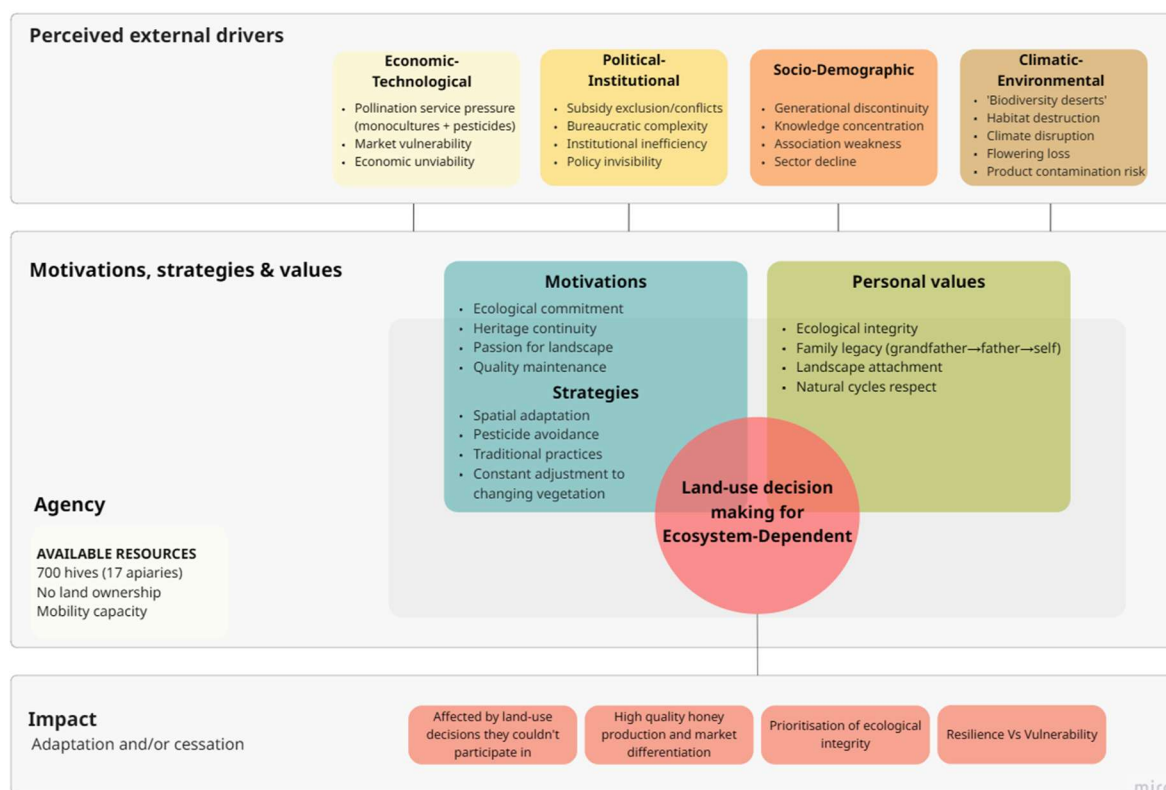 Perceived external drivers
Economic-
Technological
• Pollination service pressure
(monocultures + pesticides)
• Market vulnerability
• Economic unviability
Political-
Institutional
• Subsidy exclusion/conflicts
• Bureaucratic complexity
• Institutional inefficiency
• Policy invisibility
Socio-Demographic
• Generational discontinuity
• Knowledge concentration
• Association weakness
• Sector decline
Climatic-
Environmental
• 'Biodiversity deserts'
• Habitat destruction
• Climate disruption
• Flowering loss
• Product contamination risk
Motivations, strategies & values
Motivations
• Ecological commitment
• Heritage continuity
• Passion for landscape
• Quality maintenance
Strategies
• Spatial adaptation
• Pesticide avoidance
• Traditional practices
• Constant adjustment to
changing vegetation
Personal values
• Ecological integrity
• Family legacy (grandfather→father→self)
• Landscape attachment
• Natural cycles respect
Land-use decision
making for
Ecosystem-Dependent
Agency
AVAILABLE RESOURCES
700 hives (17 apiaries)
No land ownership
Mobility capacity
Impact
Adaptation and/or cessation
Affected by land-use
decisions they couldn't
participate in
High quality honey
production and market
differentiation
Prioritisation of ecological
integrity
Resilience Vs Vulnerability